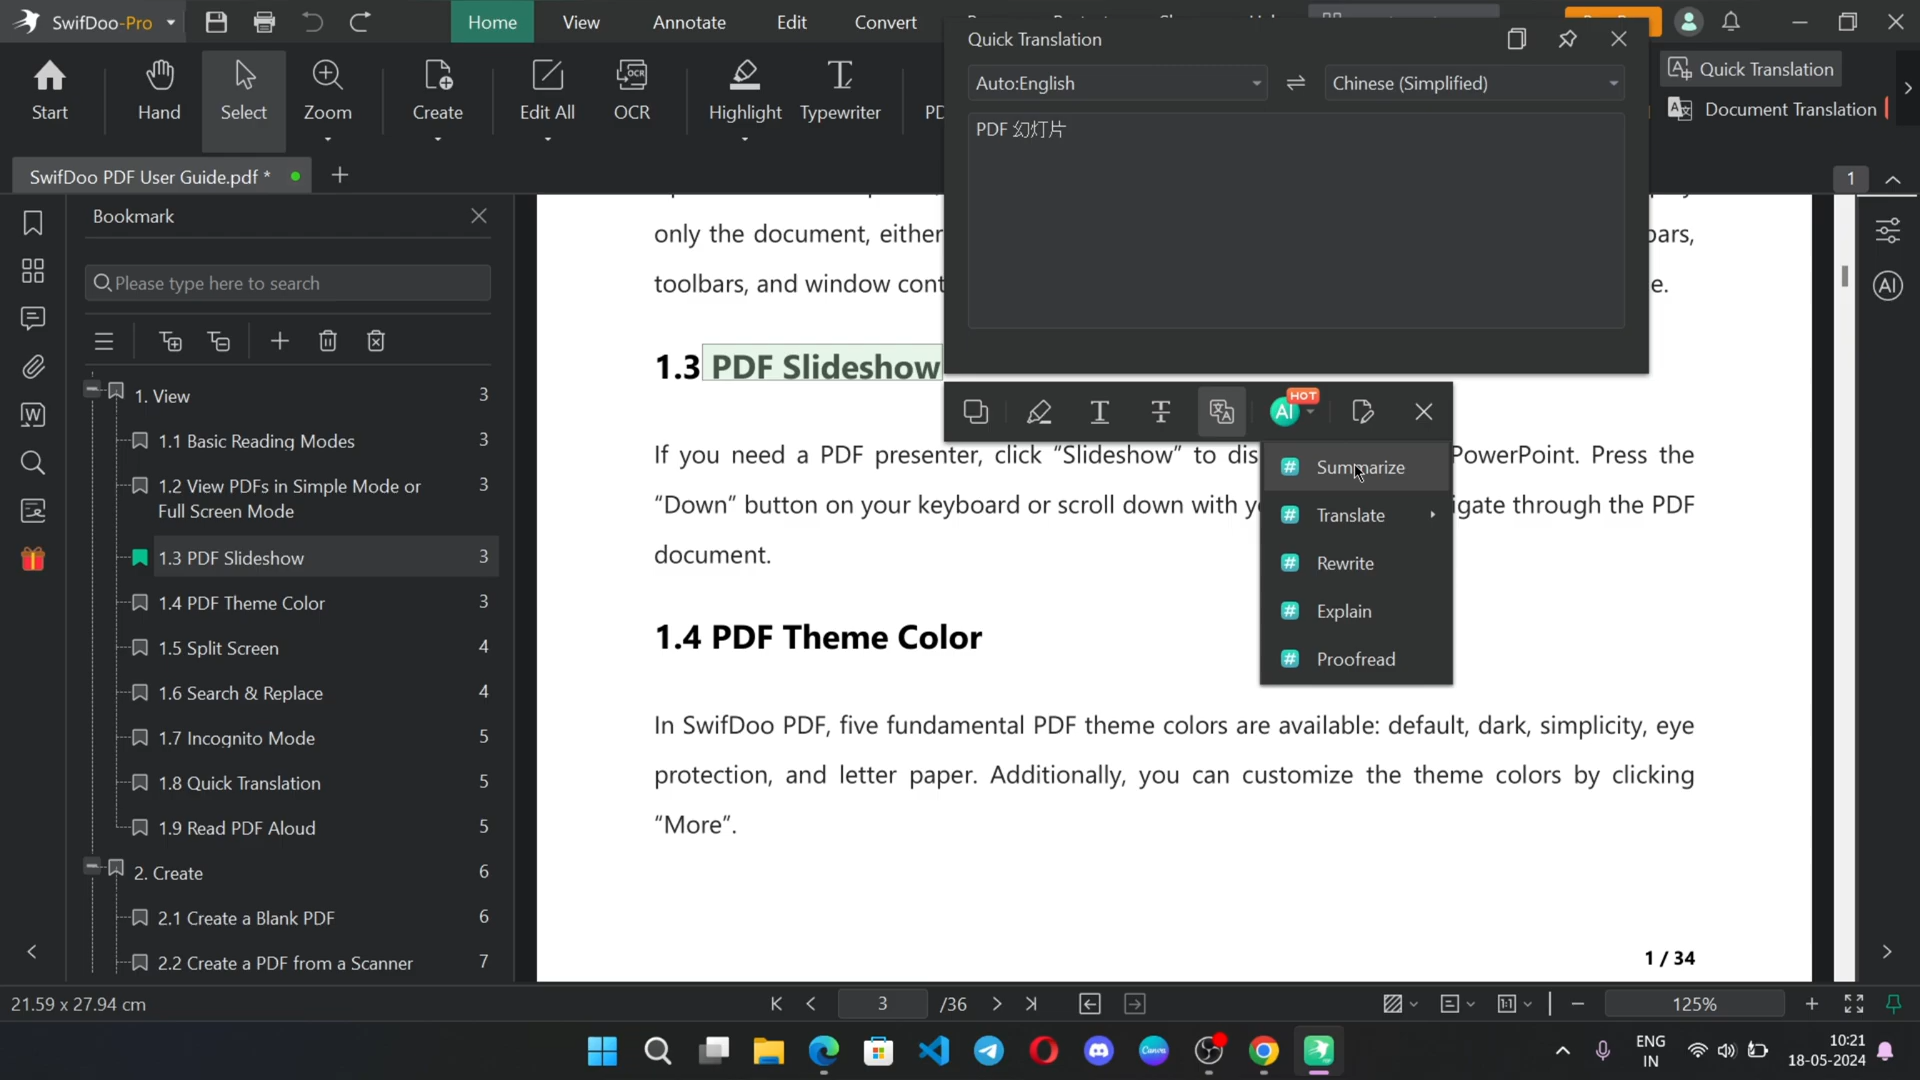 SwifDoo-Pro
Home
View
Annotate
Edit
Convert
Start
Hand
Select
Zoom
Create
Edit All
OCR
Highlight
Typewriter
Quick Translation
Auto:English
Chinese (Simplified)
PDF 幻灯片
Quick Translation
Document Translation
SwifDoo PDF User Guide.pdf *
1
Bookmark
Please type here to search
1. View 3
1.1 Basic Reading Modes 3
1.2 View PDFs in Simple Mode or 3
Full Screen Mode
1.3 PDF Slideshow 3
1.4 PDF Theme Color 3
1.5 Split Screen 4
1.6 Search & Replace 4
1.7 Incognito Mode 5
1.8 Quick Translation 5
1.9 Read PDF Aloud 5
2. Create 6
2.1 Create a Blank PDF 6
2.2 Create a PDF from a Scanner 7
only the document, either
toolbars, and window
1.3 PDF Slideshow
AI
HOT
If you need a PDF presenter, click “Slideshow” to PowerPoint. Press the
“Down” button on your keyboard or scroll down with through the PDF
document.
Summarize
Translate
Rewrite
Explain
Proofread
1.4 PDF Theme Color
In SwifDoo PDF, five fundamental PDF theme colors are available: default, dark, simplicity, eye
protection, and letter paper. Additionally, you can customize the theme colors by clicking
“More”.
1 / 34
AI
21.59 x 27.94 cm
3
/36
1:1
125%
Canva
ENG
IN
10:21
18-05-2024